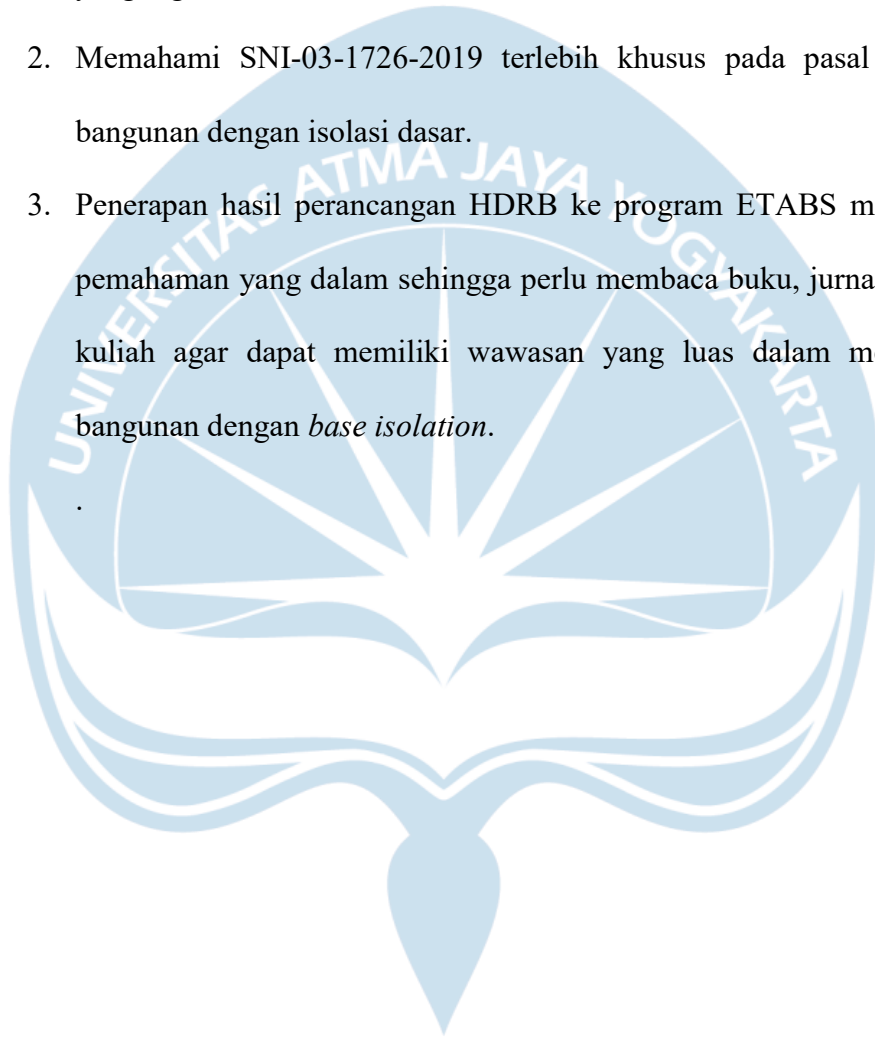 2. Memahami SNI-03-1726-2019 terlebih khusus pada pasal
bangunan dengan isolasi dasar.
3. Penerapan hasil perancangan HDRB ke program ETABS m
pemahaman yang dalam sehingga perlu membaca buku, jurna
kuliah agar dapat memiliki wawasan yang luas dalam m
bangunan dengan base isolation.
.
UNIVERSITAS ATMA JAYA YOGYAKARTA